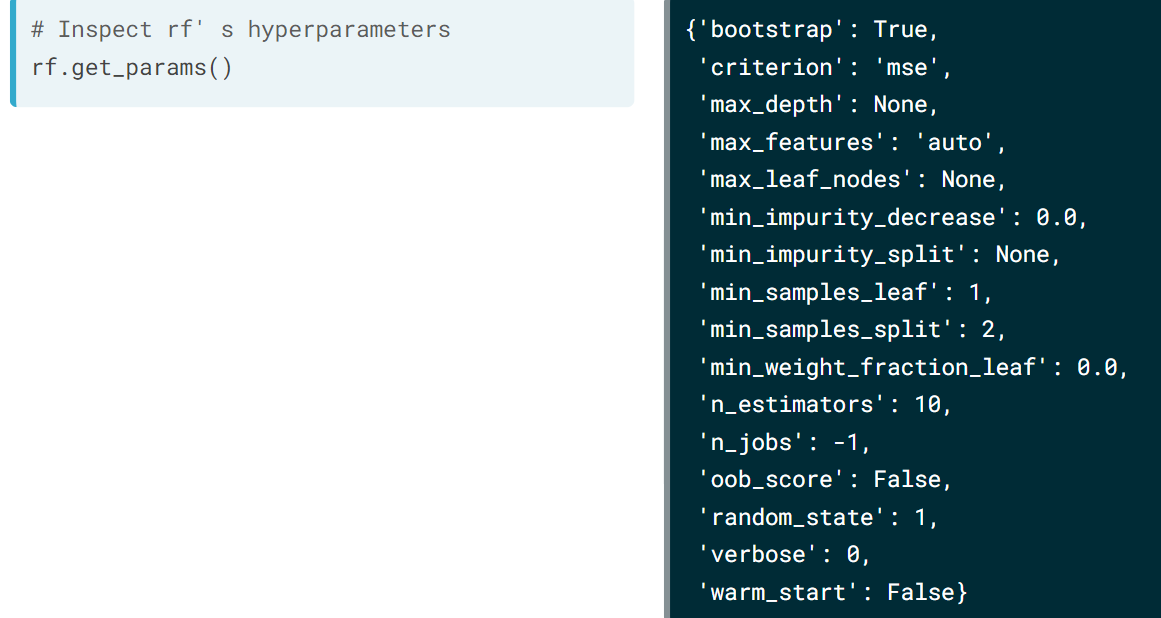 # Inspect rf' s hyperparameters
rf.get_params()
{'bootstrap': True,
'criterion': 'mse',
'max_depth': None,
'max_features': 'auto',
'max_leaf_nodes': None,
'min_impurity_decrease': 0.0,
'min_impurity_split': None,
'min_samples_leaf': 1,
'min_samples_split': 2,
'min_weight_fraction_leaf': 0.0,
'n_estimators': 10,
'n_jobs': -1,
'oob_score': False,
'random_state': 1,
'verbose': 0,
'warm_start': False}